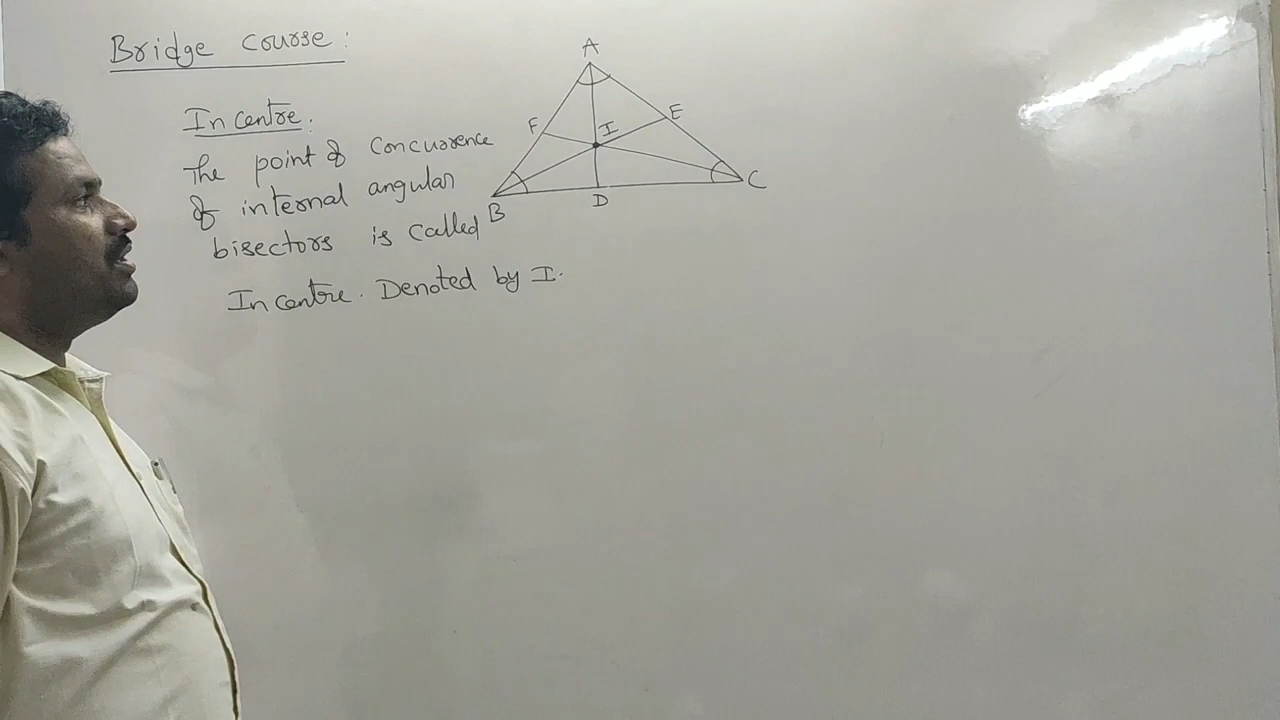 Bridge course:
In centre:
The point of concurrence
of internal angular
bisectors is called
In centre. Denoted by I.
A
F
I
E
B
D
C